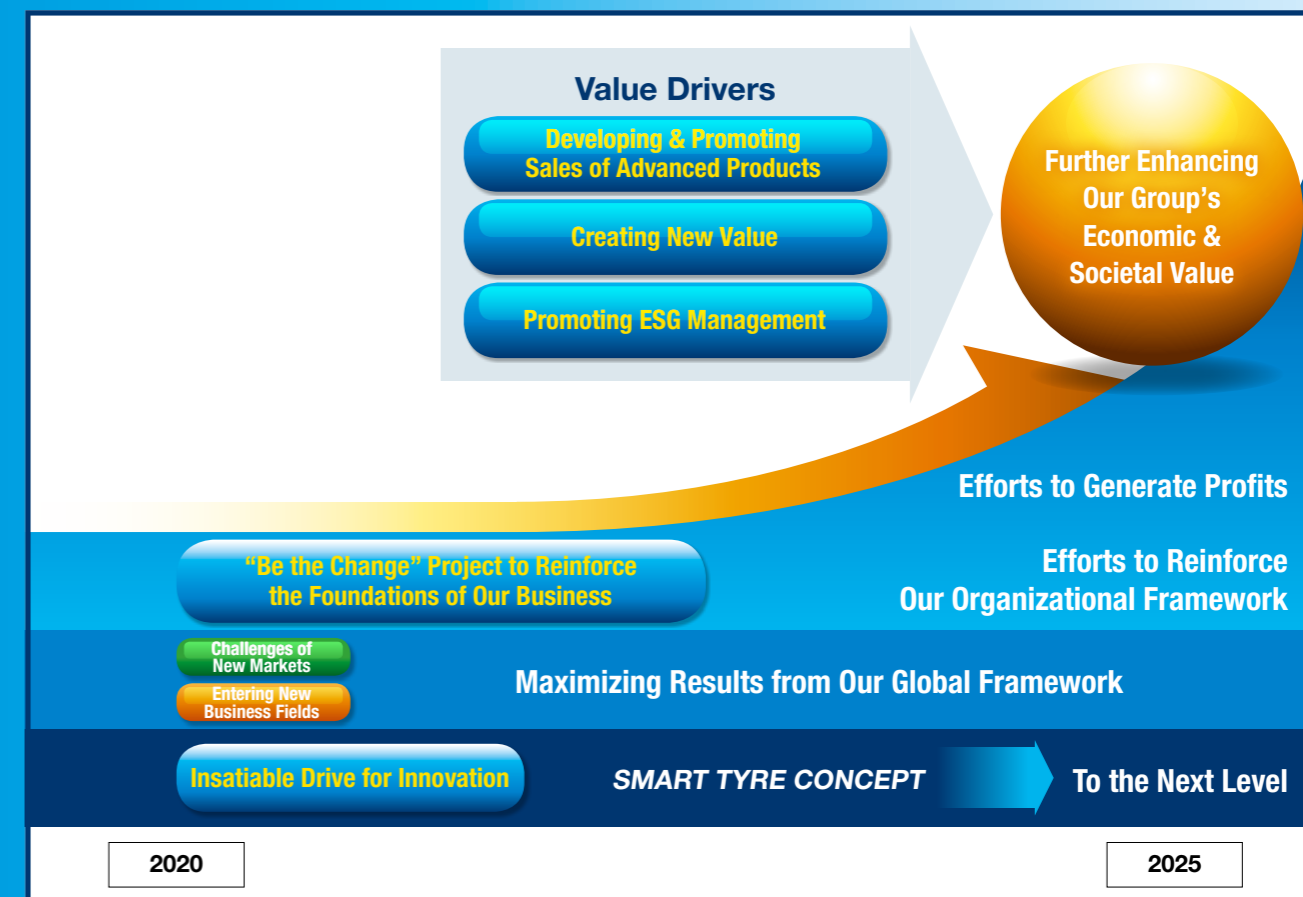 Value Drivers
Developing & Promoting
Sales of Advanced Products
Creating New Value
Promoting ESG Management
Further Enhancing
Our Group’s
Economic &
Societal Value
Efforts to Generate Profits
“Be the Change” Project to Reinforce
the Foundations of Our Business
Efforts to Reinforce
Our Organizational Framework
Challenges of
New Markets
Entering New
Business Fields
Maximizing Results from Our Global Framework
Insatiable Drive for Innovation
SMART TYRE CONCEPT
To the Next Level
2020
2025